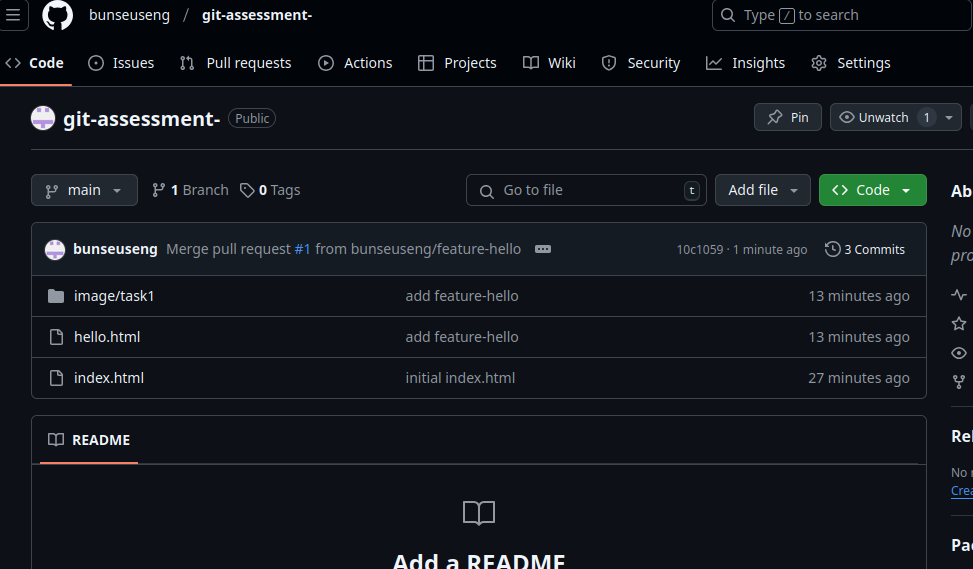 bunseuseng / git-assessment-
Type / to search
Code Issues Pull requests Actions Projects Wiki Security Insights Settings
git-assessment- Public Pin Unwatch 1
main 1 Branch 0 Tags Go to file t Add file Code
Ab
No
pro
bunseuseng Merge pull request #1 from bunseuseng/feature-hello 10c1059 · 1 minute ago 3 Commits
image/task1 add feature-hello 13 minutes ago
hello.html add feature-hello 13 minutes ago
index.html initial index.html 27 minutes ago
README
Add a README
Rel
No r
Crea
Pac